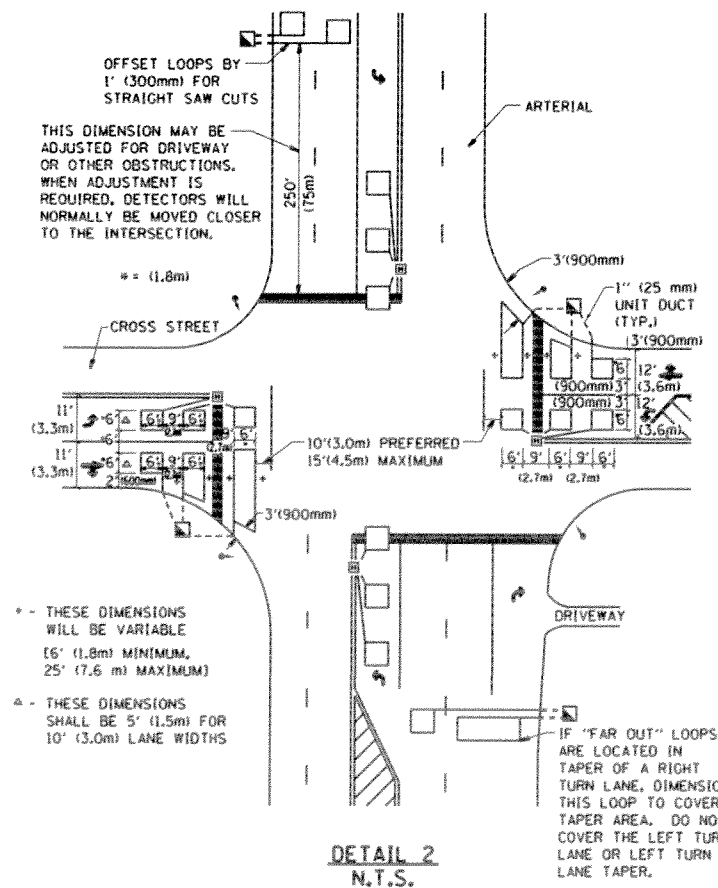 OFFSET LOOPS BY
1' (300mm) FOR
STRAIGHT SAW CUTS
ARTERIAL
THIS DIMENSION MAY BE
ADJUSTED FOR DRIVEWAY
OR OTHER OBSTRUCTIONS.
WHEN ADJUSTMENT IS
REQUIRED, DETECTORS WILL
NORMALLY BE MOVED CLOSER
TO THE INTERSECTION.
250'
(75m)
* = (1.8m)
3'(900mm)
1" (25 mm)
UNIT DUCT
(TYP.)
CROSS STREET
3'(900mm)
6'
12'
(3.6m)
(900mm) 3'
(900mm) 3'
12'
6'
(3.6m)
11'
(3.3m)
6'
6' 9' 6'
6'
11'
(3.3m)
6'
6' 9' 6'
2'
(600mm)
6'
(2.7m)
10'(3.0m) PREFERRED
15'(4.5m) MAXIMUM
6' 9' 6' 9' 6'
(2.7m) (2.7m)
3'(900mm)
* - THESE DIMENSIONS
WILL BE VARIABLE
[6' (1.8m) MINIMUM,
25' (7.6 m) MAXIMUM]
DRIVEWAY
△ - THESE DIMENSIONS
SHALL BE 5' (1.5m) FOR
10' (3.0m) LANE WIDTHS
IF "FAR OUT" LOOPS
ARE LOCATED IN
TAPER OF A RIGHT
TURN LANE, DIMENSIO
THIS LOOP TO COVER
TAPER AREA. DO NO
COVER THE LEFT TUR
LANE OR LEFT TURN
LANE TAPER.
DETAIL 2
N.T.S.